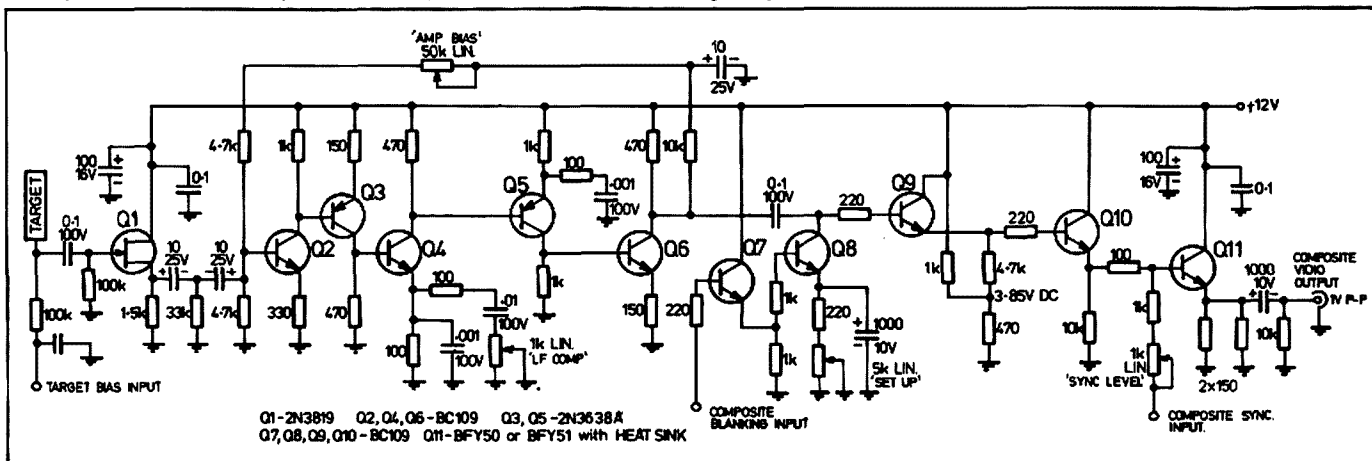 'AMP BIAS'
50k LIN.
10
25V
+12V
100
16V
0·1
4·7k
1k
150
470
1k
100
·001
100V
470
10k
0·1
100V
220
220
100
16V
0·1
TARGET
0·1
100V
Q1
Q2
Q3
Q4
Q5
Q6
Q7
Q8
Q9
Q10
Q11
10
25V
10
25V
100k
100k
1·5k
33k
4·7k
330
470
100
100
·001
100V
·01
100V
1k LIN.
'LF COMP'
1k
150
220
1k
1k
220
1000
10V
5k LIN.
'SET UP'
1k
4·7k
3·85V DC
470
10k
100
1k
1k
LIN
'SYNC LEVEL'
2×150
1000
10V
10k
COMPOSITE
VIDIO
OUTPUT
1V P-P
TARGET BIAS INPUT
COMPOSITE
BLANKING INPUT
COMPOSITE SYNC.
INPUT.
Q1-2N3819 Q2,Q4,Q6-BC109 Q3,Q5-2N3638A
Q7,Q8,Q9,Q10-BC109 Q11-BFY50 or BFY51 with HEAT SINK